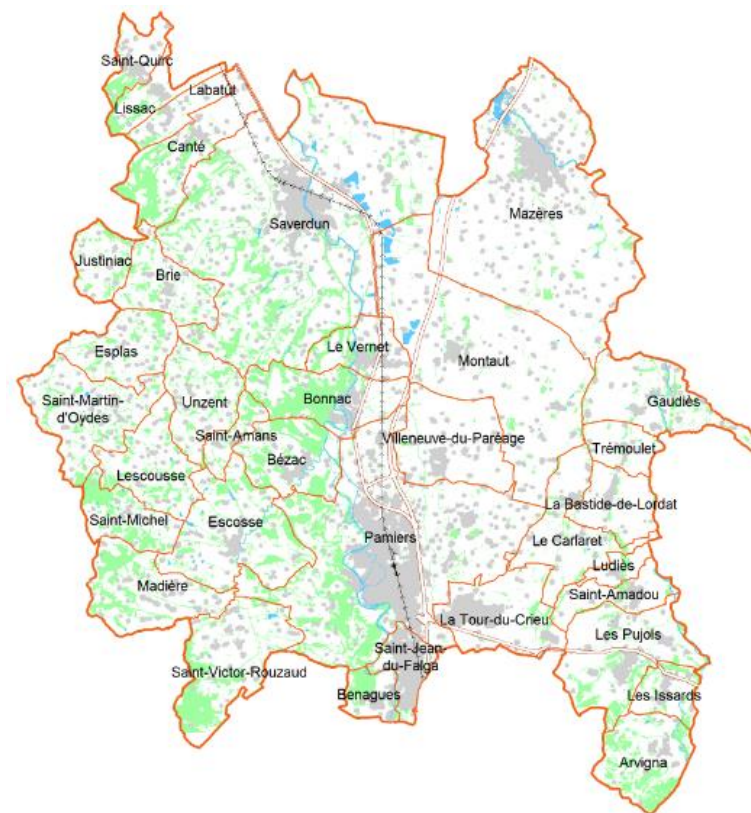 Saint-Quirc
Labatut
Lissac
Canté
Mazères
Saverdun
Justiniac
Brie
Le Vernet
Esplas
Montaut
Saint-Martin-
d'Oydes
Unzent
Bonnac
Gaudiès
Saint-Amans
Villeneuve-du-Paréage
Trémoulet
Bézac
Lescousse
La Bastide-de-Lordat
Saint-Michel
Escosse
Pamiers
Le Carlaret
Ludiès
Madière
Saint-Amadou
La Tour-du-Crieu
Les Pujols
Saint-Jean-
du-Falga
Saint-Victor-Rouzaud
Benagues
Les Issards
Arvigna